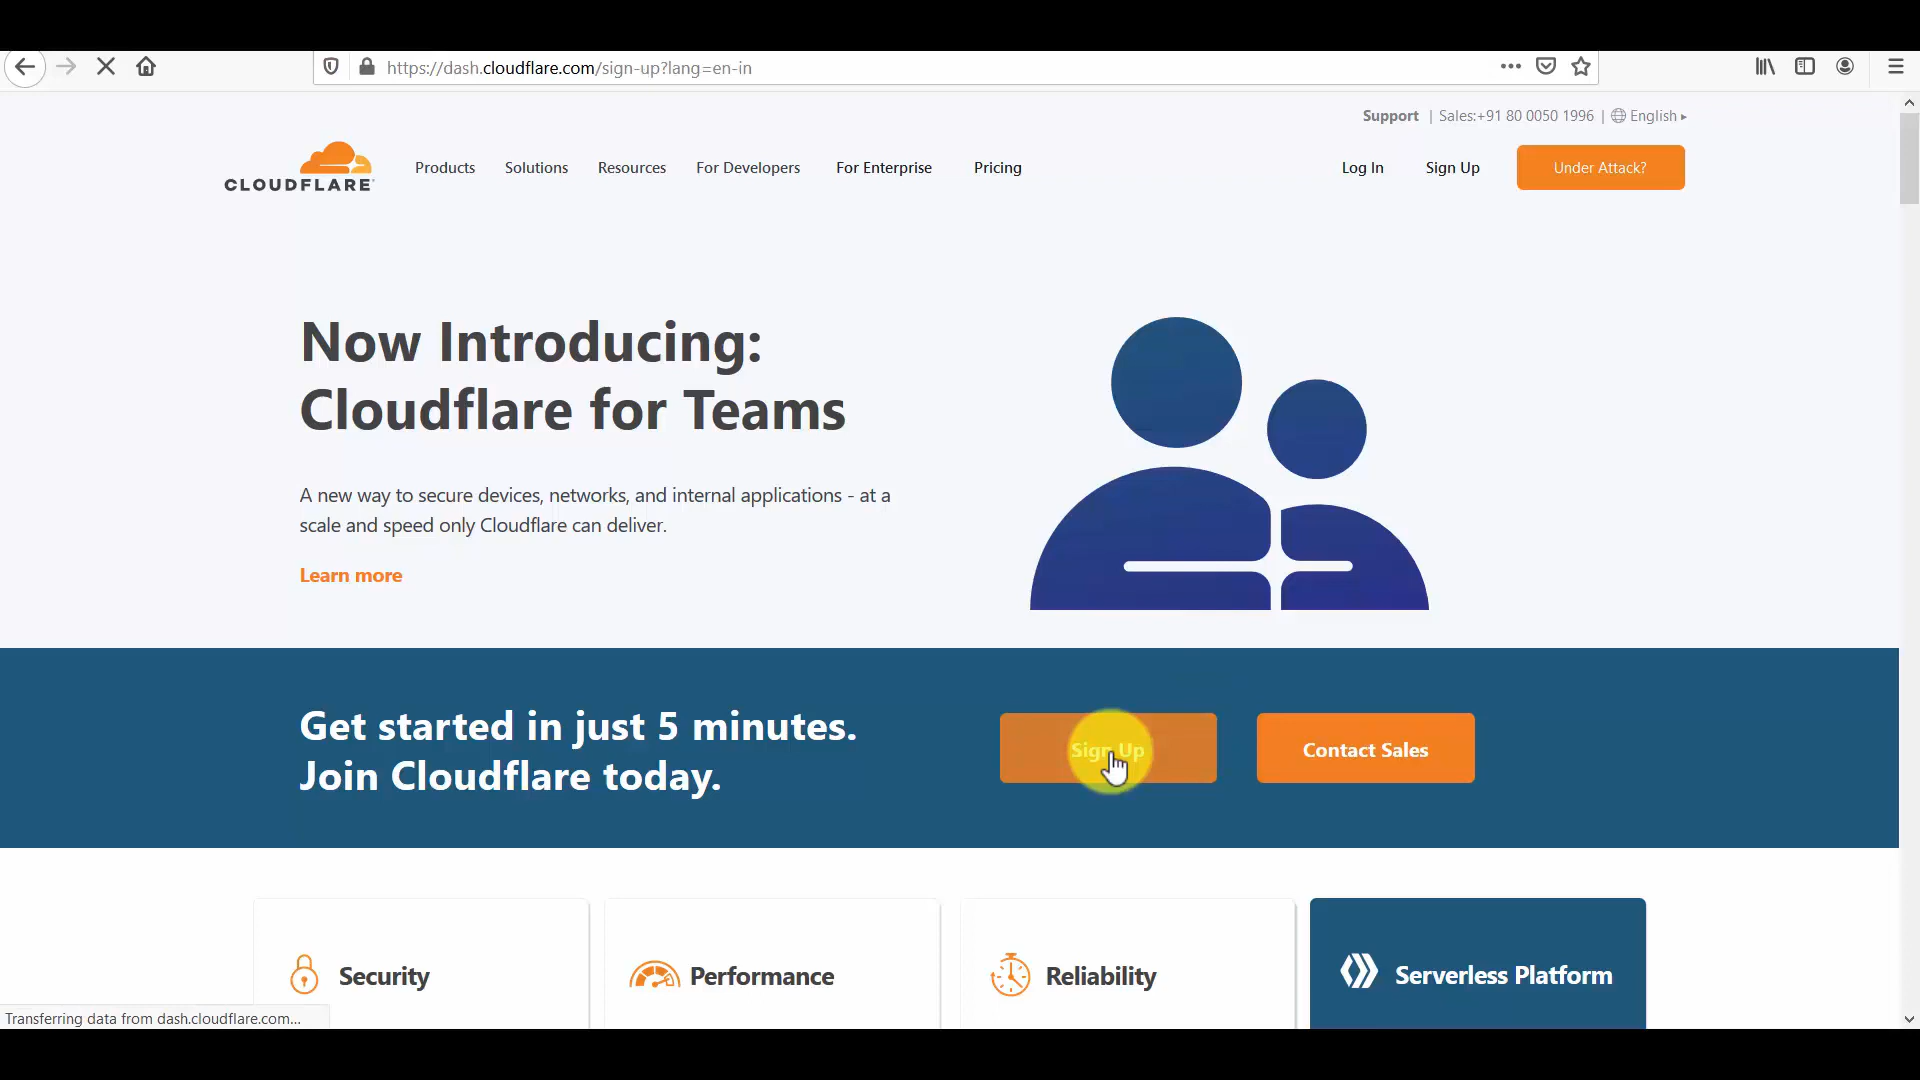 https://dash.cloudflare.com/sign-up?lang=en-in
Support | Sales:+91 80 0050 1996 | English ▸
CLOUDFLARE
Products Solutions Resources For Developers For Enterprise Pricing Log In Sign Up Under Attack?
Now Introducing:
Cloudflare for Teams
A new way to secure devices, networks, and internal applications - at a
scale and speed only Cloudflare can deliver.
Learn more
Get started in just 5 minutes.
Join Cloudflare today.
Sign Up Contact Sales
Security Performance Reliability Serverless Platform
Transferring data from dash.cloudflare.com...